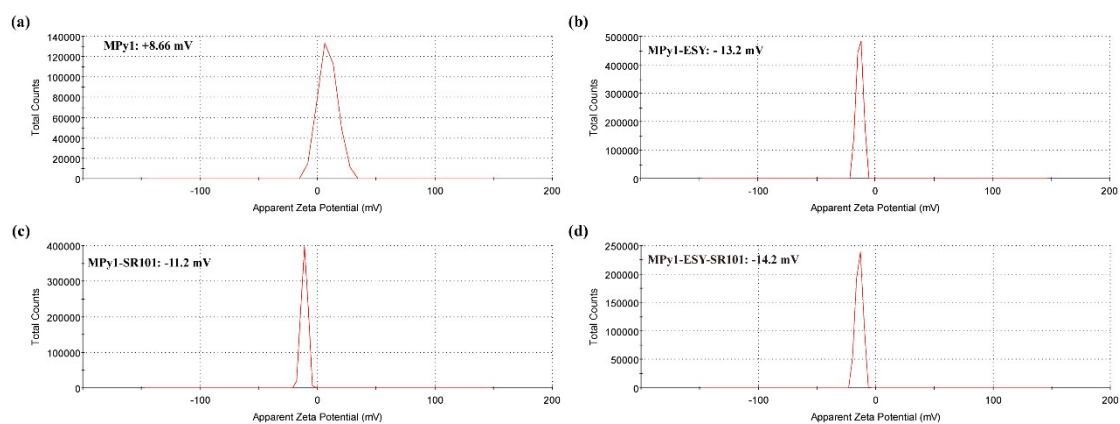 (a)
MPy1: +8.66 mV
Total Counts
140000
120000
100000
80000
60000
40000
20000
0
-100
0
100
200
Apparent Zeta Potential (mV)
(b)
MPy1-ESY: - 13.2 mV
Total Counts
500000
400000
300000
200000
100000
0
-100
0
100
200
Apparent Zeta Potential (mV)
(c)
MPy1-SR101: -11.2 mV
Total Counts
400000
300000
200000
100000
0
-100
0
100
200
Apparent Zeta Potential (mV)
(d)
MPy1-ESY-SR101: -14.2 mV
Total Counts
250000
200000
150000
100000
50000
0
-100
0
100
200
Apparent Zeta Potential (mV)